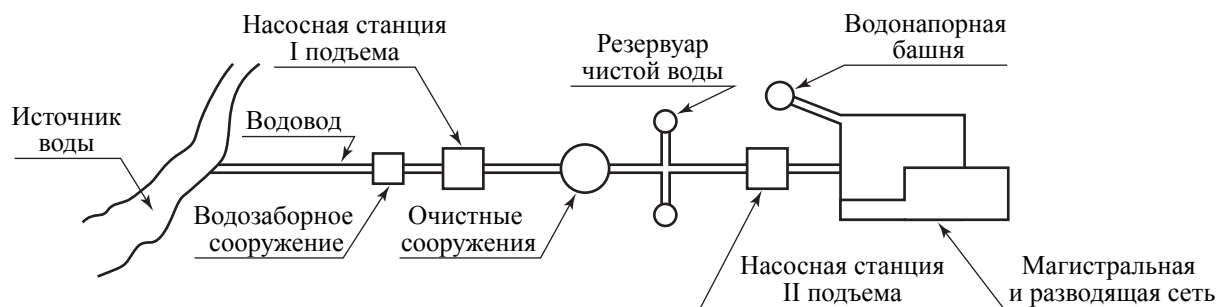 Насосная станция
I подъема
Водонапорная
башня
Резервуар
чистой воды
Источник
воды
Водовод
Водозаборное
сооружение
Очистные
сооружения
Насосная станция
II подъема
Магистральная
и разводящая сеть